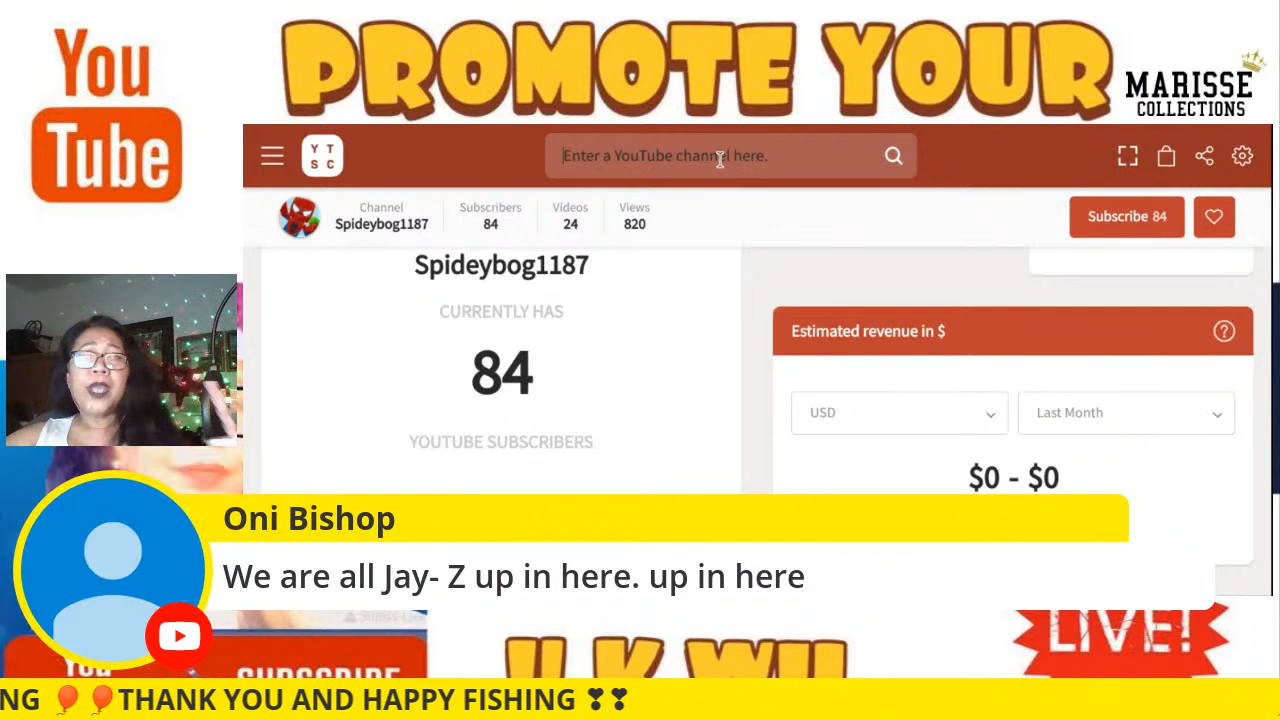 You
Tube
PROMOTE YOUR
MARISSE
COLLECTIONS
Y T
S C
Enter a YouTube channel here.
Channel
Spideybog1187
Subscribers
84
Videos
24
Views
820
Subscribe 84
Spideybog1187
CURRENTLY HAS
84
YOUTUBE SUBSCRIBERS
Estimated revenue in $
USD
Last Month
$0 - $0
Oni Bishop
We are all Jay- Z up in here. up in here
LIVE!
You
SUBSCRIBE
NG 🎈🎈THANK YOU AND HAPPY FISHING ❣❣